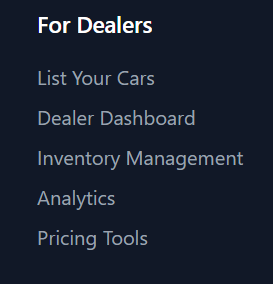 For Dealers
List Your Cars
Dealer Dashboard
Inventory Management
Analytics
Pricing Tools